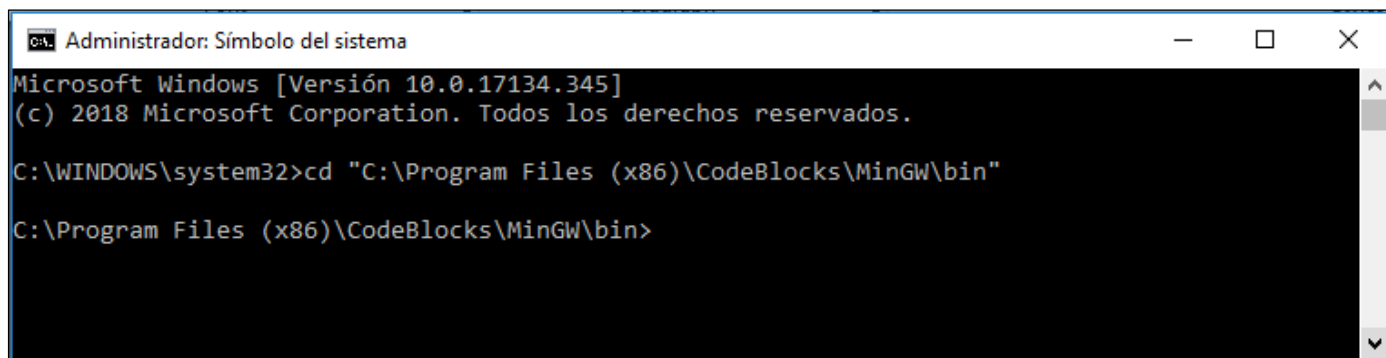 Administrador: Símbolo del sistema
Microsoft Windows [Versión 10.0.17134.345]
(c) 2018 Microsoft Corporation. Todos los derechos reservados.
C:\WINDOWS\system32>cd "C:\Program Files (x86)\CodeBlocks\MinGW\bin"
C:\Program Files (x86)\CodeBlocks\MinGW\bin>